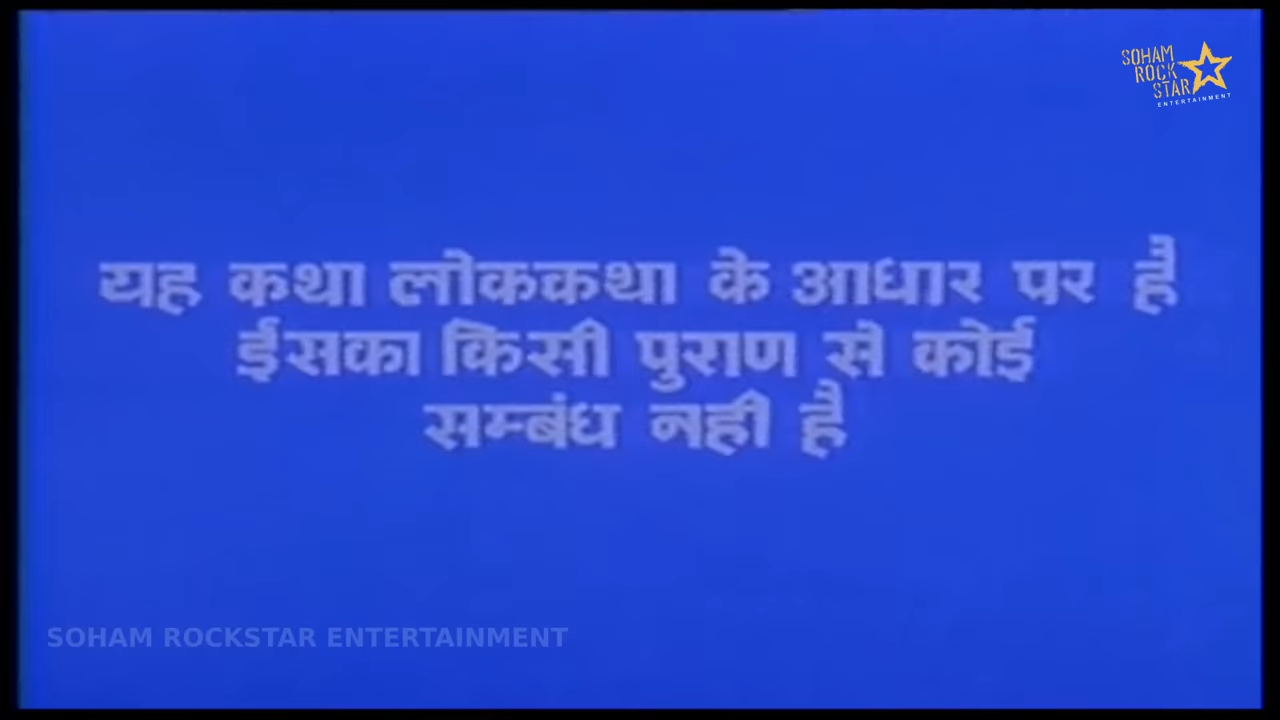 SOHAM
ROCK
STAR
ENTERTAINMENT
यह कथा लोककथा के आधार पर है
ईसका किसी पुराण से कोई
सम्बंध नही है
SOHAM ROCKSTAR ENTERTAINMENT